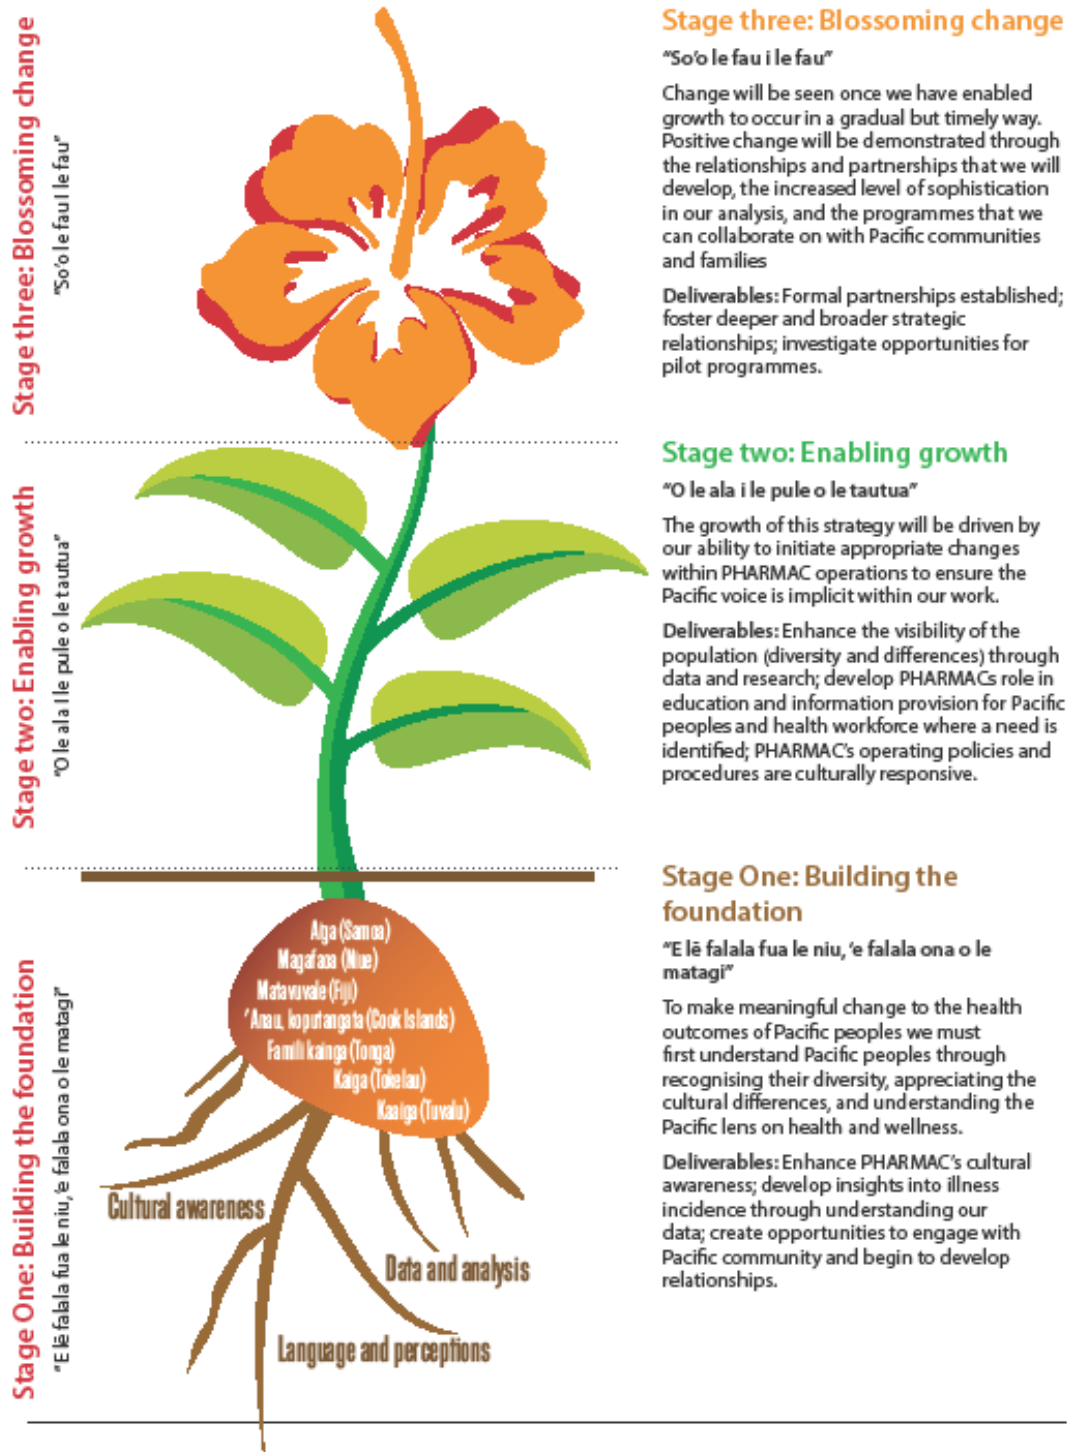 Stage three: Blossoming change
"So'o le fau i le fau"
Stage three: Blossoming change
"So'o le fau i le fau"
Change will be seen once we have enabled
growth to occur in a gradual but timely way.
Positive change will be demonstrated through
the relationships and partnerships that we will
develop, the increased level of sophistication
in our analysis, and the programmes that we
can collaborate on with Pacific communities
and families
Deliverables: Formal partnerships established;
foster deeper and broader strategic
relationships; investigate opportunities for
pilot programmes.
Stage two: Enabling growth
"O le ala i le pule o le tautua"
Stage two: Enabling growth
"O le ala i le pule o le tautua"
The growth of this strategy will be driven by
our ability to initiate appropriate changes
within PHARMAC operations to ensure the
Pacific voice is implicit within our work.
Deliverables: Enhance the visibility of the
population (diversity and differences) through
data and research; develop PHARMACs role in
education and information provision for Pacific
peoples and health workforce where a need is
identified; PHARMAC's operating policies and
procedures are culturally responsive.
Stage One: Building the foundation
"E lē falala fua le niu, 'e falala ona o le matagi"
Aiga (Samoa)
Magafaoa (Niue)
Matavuvale (Fiji)
'Anau, koputangata (Cook Islands)
Famili kainga (Tonga)
Kaiga (Tokelau)
Kaaiga (Tuvalu)
Cultural awareness
Data and analysis
Language and perceptions
Stage One: Building the
foundation
"E lē falala fua le niu, 'e falala ona o le
matagi"
To make meaningful change to the health
outcomes of Pacific peoples we must
first understand Pacific peoples through
recognising their diversity, appreciating the
cultural differences, and understanding the
Pacific lens on health and wellness.
Deliverables: Enhance PHARMAC's cultural
awareness; develop insights into illness
incidence through understanding our
data; create opportunities to engage with
Pacific community and begin to develop
relationships.